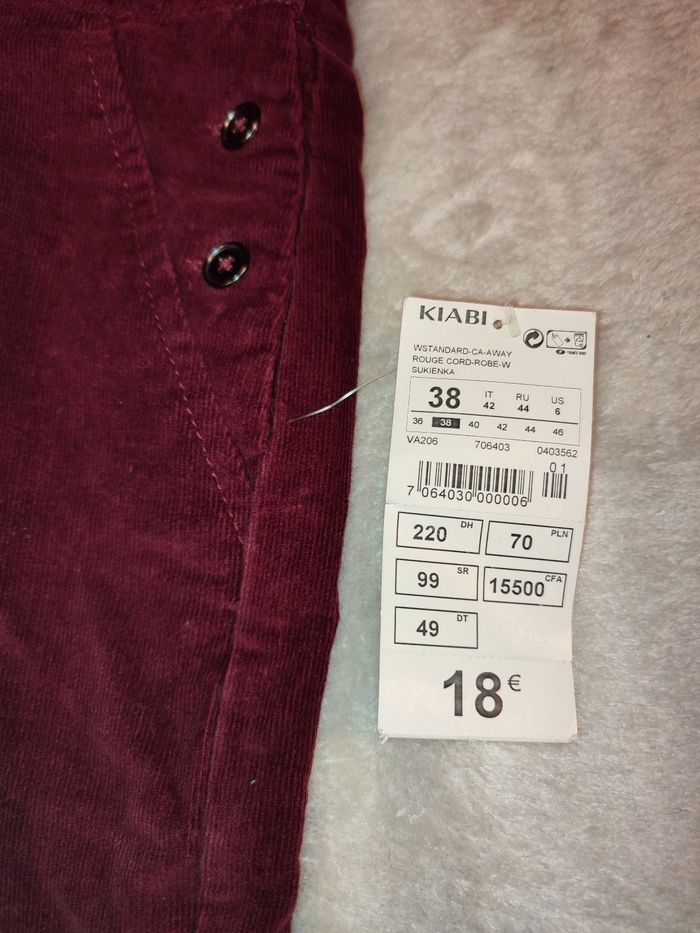 KIABI
WSTANDARD-CA-AWAY
ROUGE CORD-ROBE-W
SUKIENKA
38 IT 42 RU 44 US 6
36 38 40 42 44 46
VA206 706403 0403562
01
7 064030 000006
220 DH 70 PLN
99 SR 15500 CFA
49 DT
18 €